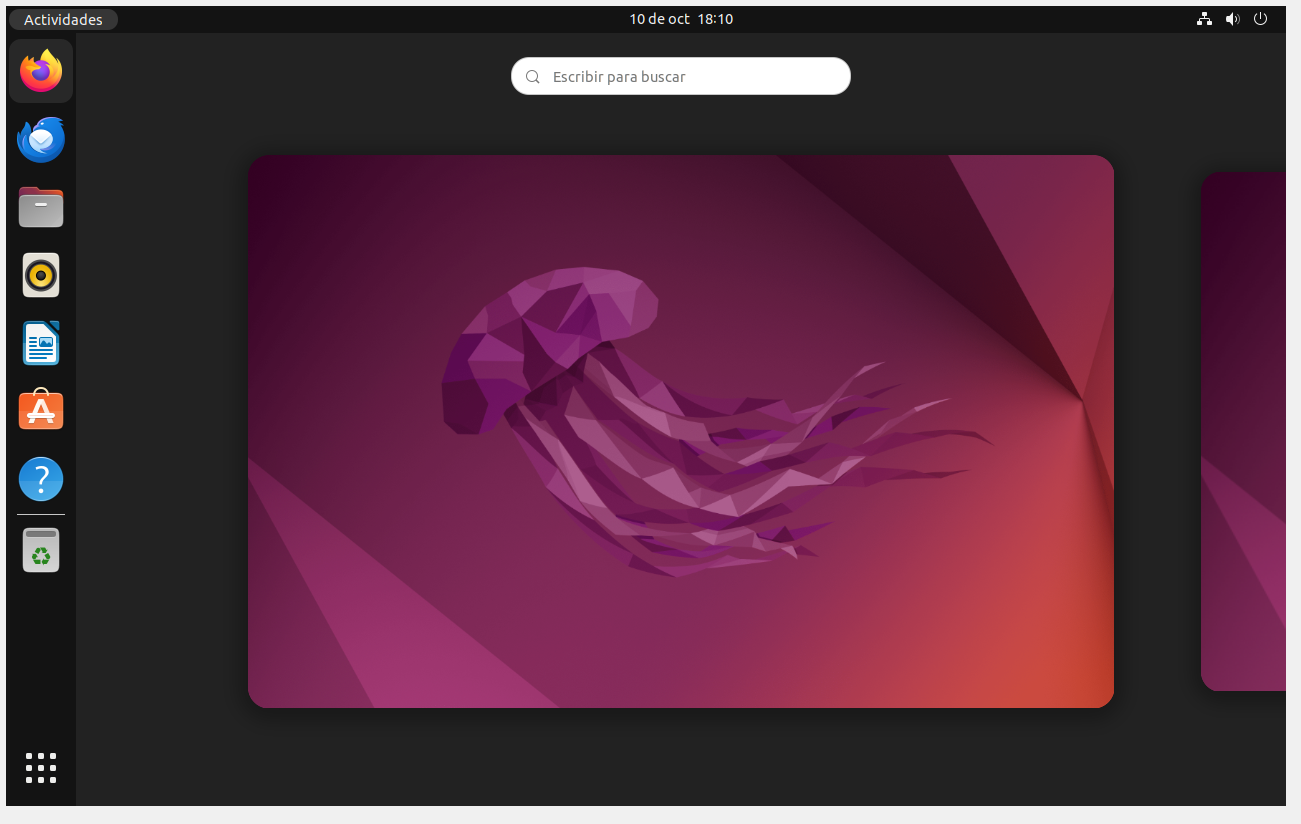 Actividades
10 de oct 18:10
Escribir para buscar